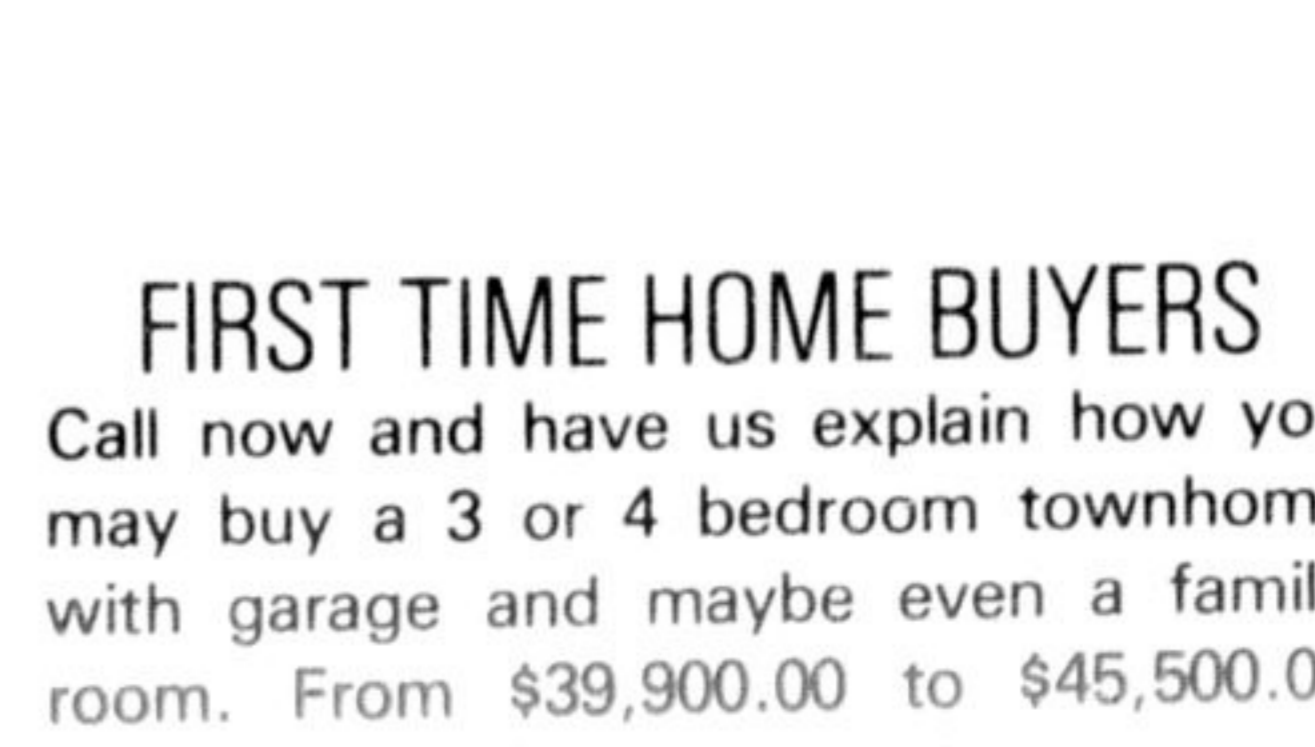 FIRST TIME HOME BUYERS
Call now and have us explain how yo
may buy a 3 or 4 bedroom townhom
with garage and maybe even a famil
room. From $39,900.00 to $45,500.0